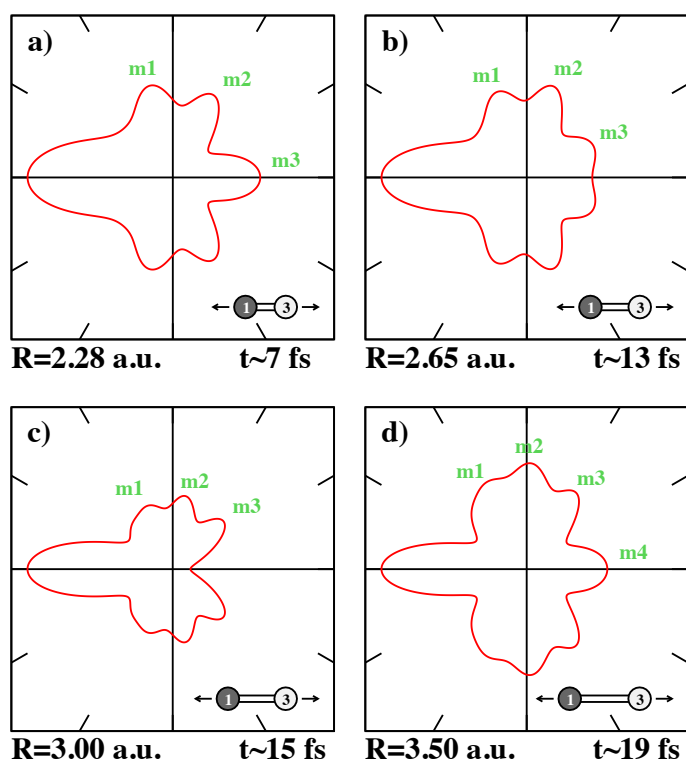 a)
m1
m2
m3
1
3
R=2.28 a.u.
t~7 fs
b)
m1
m2
m3
1
3
R=2.65 a.u.
t~13 fs
c)
m1
m2
m3
1
3
R=3.00 a.u.
t~15 fs
d)
m1
m2
m3
m4
1
3
R=3.50 a.u.
t~19 fs